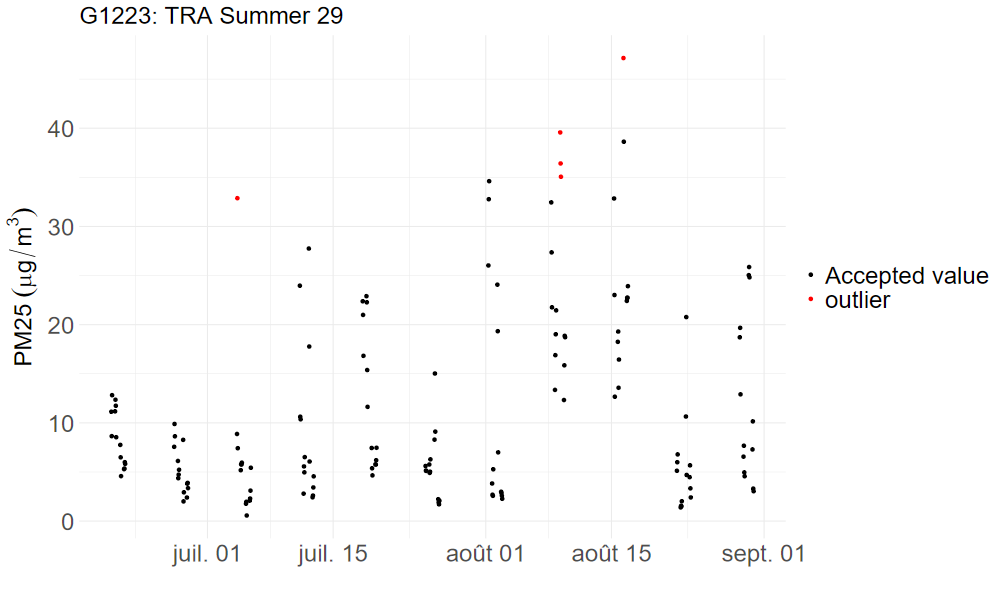 G1223: TRA Summer 29
PM25 (μg/m³)
40
30
20
10
0
juil. 01 juil. 15 août 01 août 15 sept. 01
Accepted value
outlier